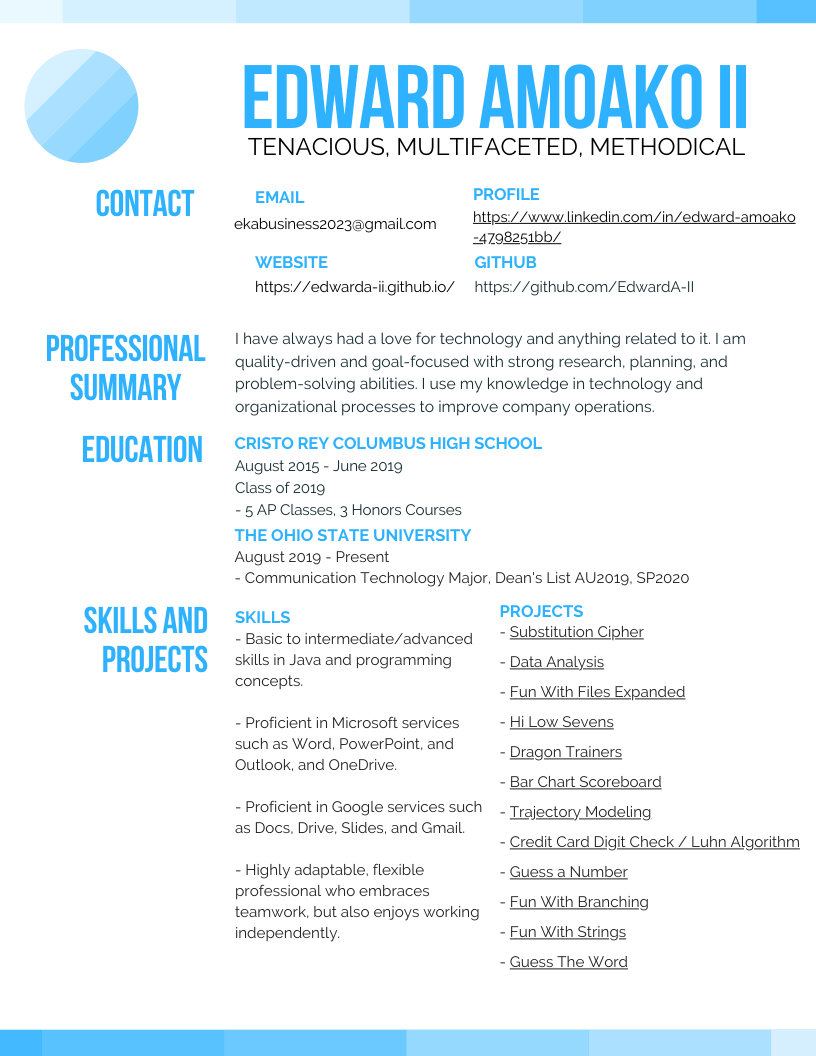 EDWARD AMOAKO II
TENACIOUS, MULTIFACETED, METHODICAL
CONTACT
EMAIL
ekabusiness2023@gmail.com
PROFILE
https://www.linkedin.com/in/edward-amoako
-4798251bb/
WEBSITE
https://edwarda-ii.github.io/
GITHUB
https://github.com/EdwardA-II
PROFESSIONAL
SUMMARY
I have always had a love for technology and anything related to it. I am
quality-driven and goal-focused with strong research, planning, and
problem-solving abilities. I use my knowledge in technology and
organizational processes to improve company operations.
EDUCATION
CRISTO REY COLUMBUS HIGH SCHOOL
August 2015 - June 2019
Class of 2019
- 5 AP Classes, 3 Honors Courses
THE OHIO STATE UNIVERSITY
August 2019 - Present
- Communication Technology Major, Dean's List AU2019, SP2020
SKILLS AND
PROJECTS
SKILLS
- Basic to intermediate/advanced
skills in Java and programming
concepts.
- Proficient in Microsoft services
such as Word, PowerPoint, and
Outlook, and OneDrive.
- Proficient in Google services such
as Docs, Drive, Slides, and Gmail.
- Highly adaptable, flexible
professional who embraces
teamwork, but also enjoys working
independently.
PROJECTS
- Substitution Cipher
- Data Analysis
- Fun With Files Expanded
- Hi Low Sevens
- Dragon Trainers
- Bar Chart Scoreboard
- Trajectory Modeling
- Credit Card Digit Check / Luhn Algorithm
- Guess a Number
- Fun With Branching
- Fun With Strings
- Guess The Word